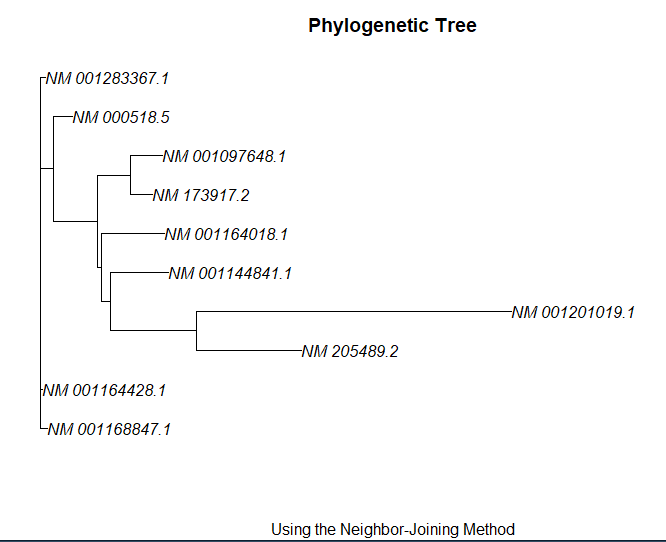 Phylogenetic Tree
NM 001283367.1
NM 000518.5
NM 001097648.1
NM 173917.2
NM 001164018.1
NM 001144841.1
NM 001201019.1
NM 205489.2
NM 001164428.1
NM 001168847.1
Using the Neighbor-Joining Method